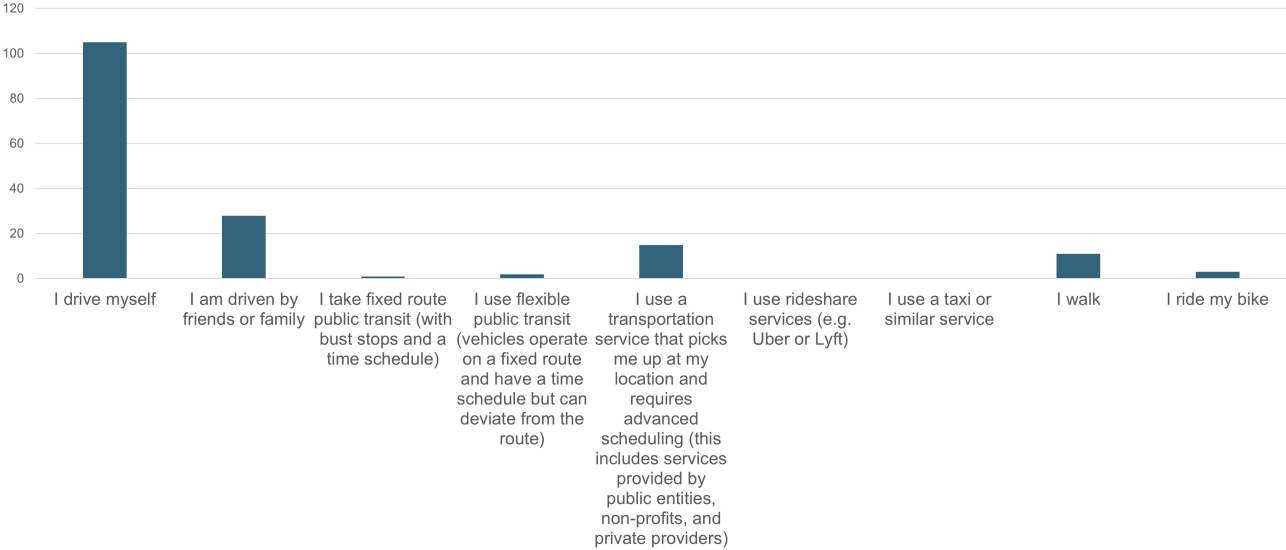 120
100
80
60
40
20
0
I drive myself
I am driven by
friends or family
I take fixed route
public transit (with
bust stops and a
time schedule)
I use flexible
public transit
(vehicles operate
on a fixed route
and have a time
schedule but can
deviate from the
route)
I use a
transportation
service that picks
me up at my
location and
requires
advanced
scheduling (this
includes services
provided by
public entities,
non-profits, and
private providers)
I use rideshare
services (e.g.
Uber or Lyft)
I use a taxi or
similar service
I walk
I ride my bike